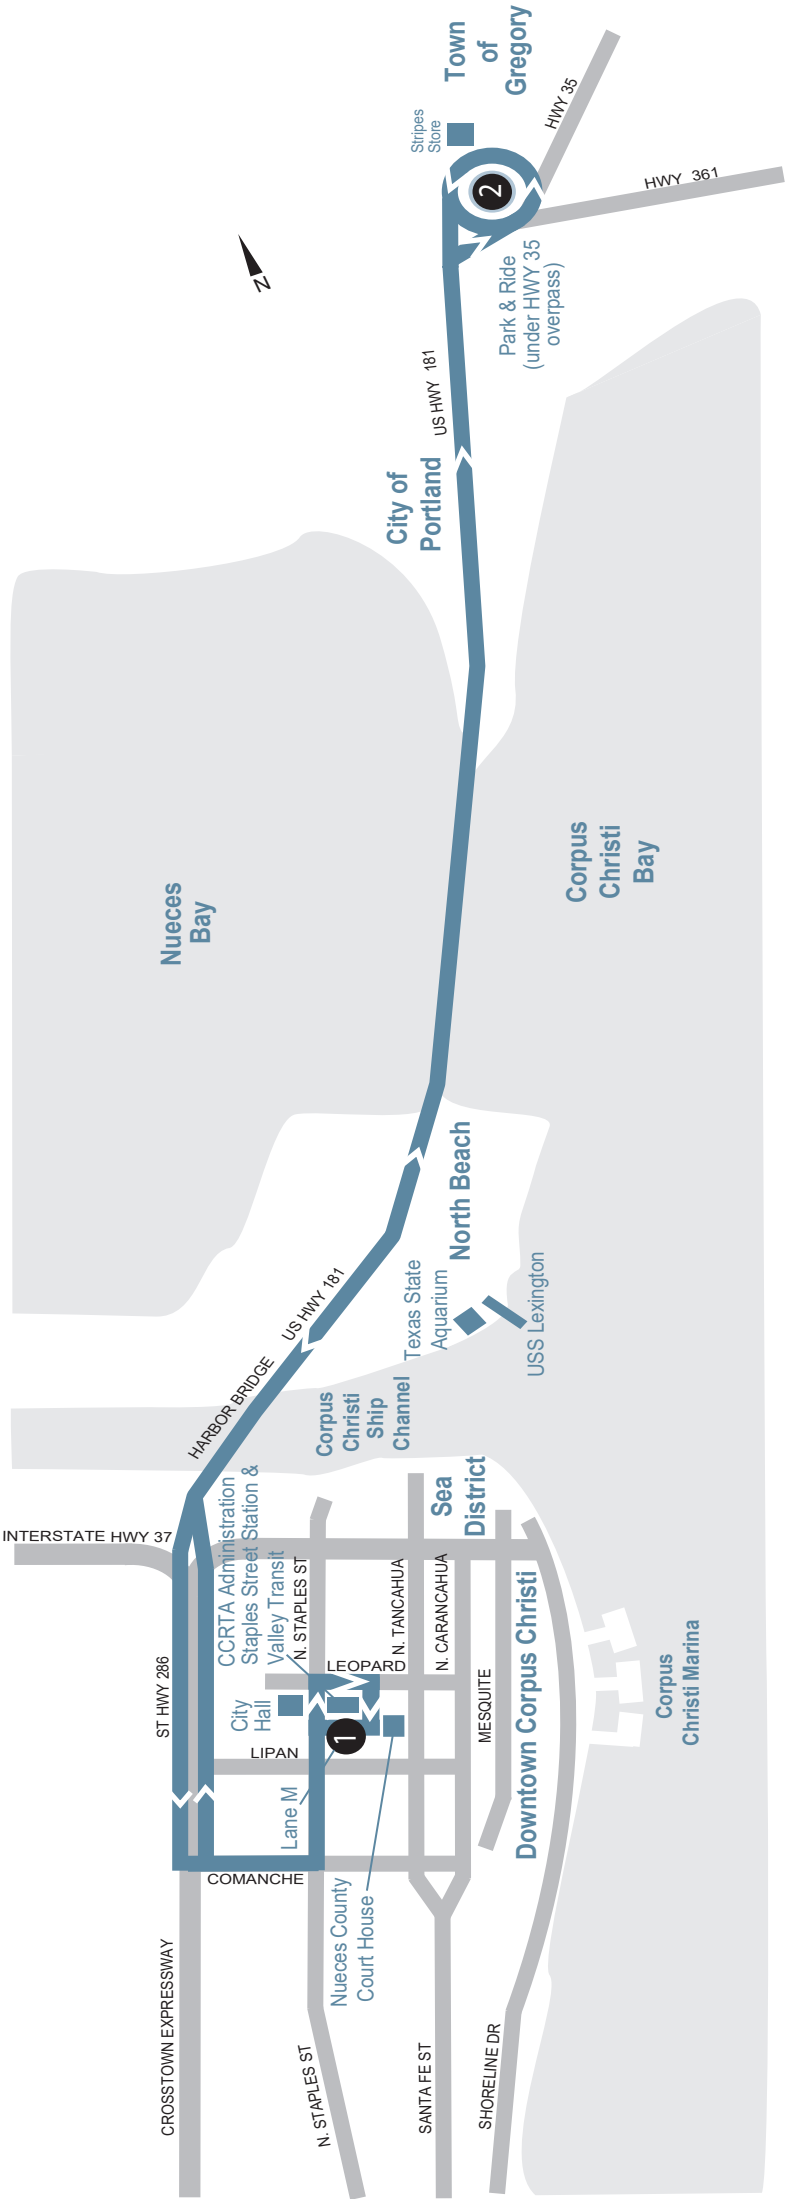 Town
of
Gregory
Stripes
Store
HWY 35
HWY 361
2
Park & Ride
(under HWY 35
overpass)
N
US HWY 181
City of
Portland
Nueces
Bay
Corpus
Christi
Bay
North Beach
Texas State
Aquarium
USS Lexington
US HWY 181
HARBOR BRIDGE
Corpus
Christi
Ship
Channel
Sea
District
INTERSTATE HWY 37
CCRTA Administration
Staples Street Station &
Valley Transit
N. STAPLES ST
N. TANCAHUA
N. CARANCAHUA
LEOPARD
ST HWY 286
City
Hall
1
MESQUITE
Downtown Corpus Christi
Corpus
Christi Marina
LIPAN
Lane M
COMANCHE
Nueces County
Court House
CROSSTOWN EXPRESSWAY
N. STAPLES ST
SANTA FE ST
SHORELINE DR